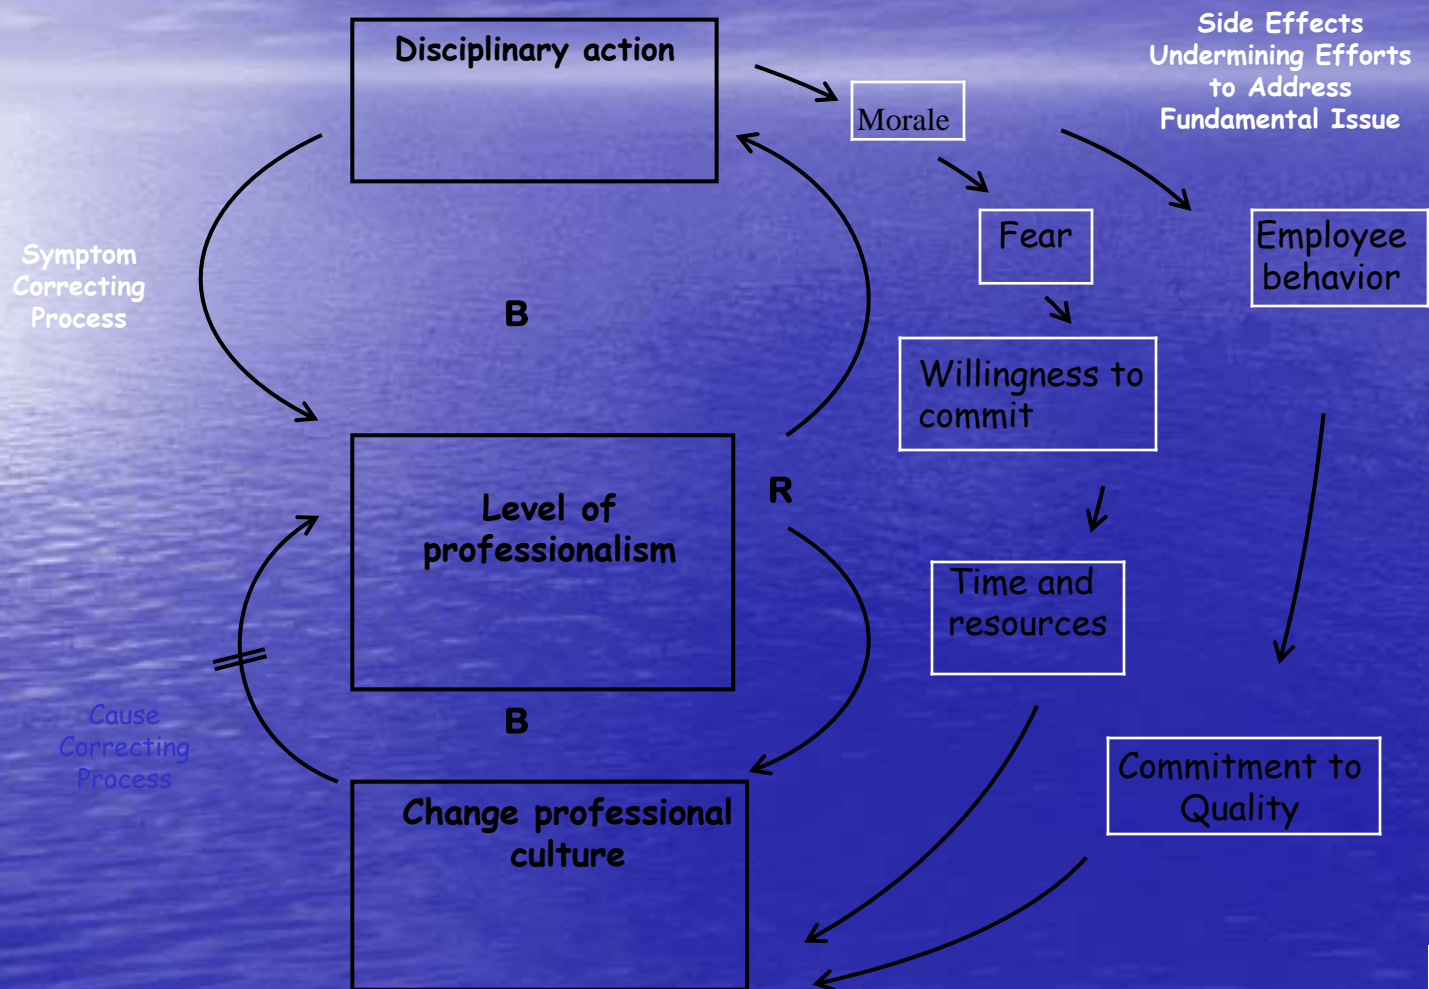 Disciplinary action
Side Effects
Undermining Efforts
to Address
Fundamental Issue
Morale
Fear
Employee
behavior
Symptom
Correcting
Process
B
Willingness to
commit
Level of
professionalism
R
Time and
resources
Cause
Correcting
Process
B
Commitment to
Quality
Change professional
culture